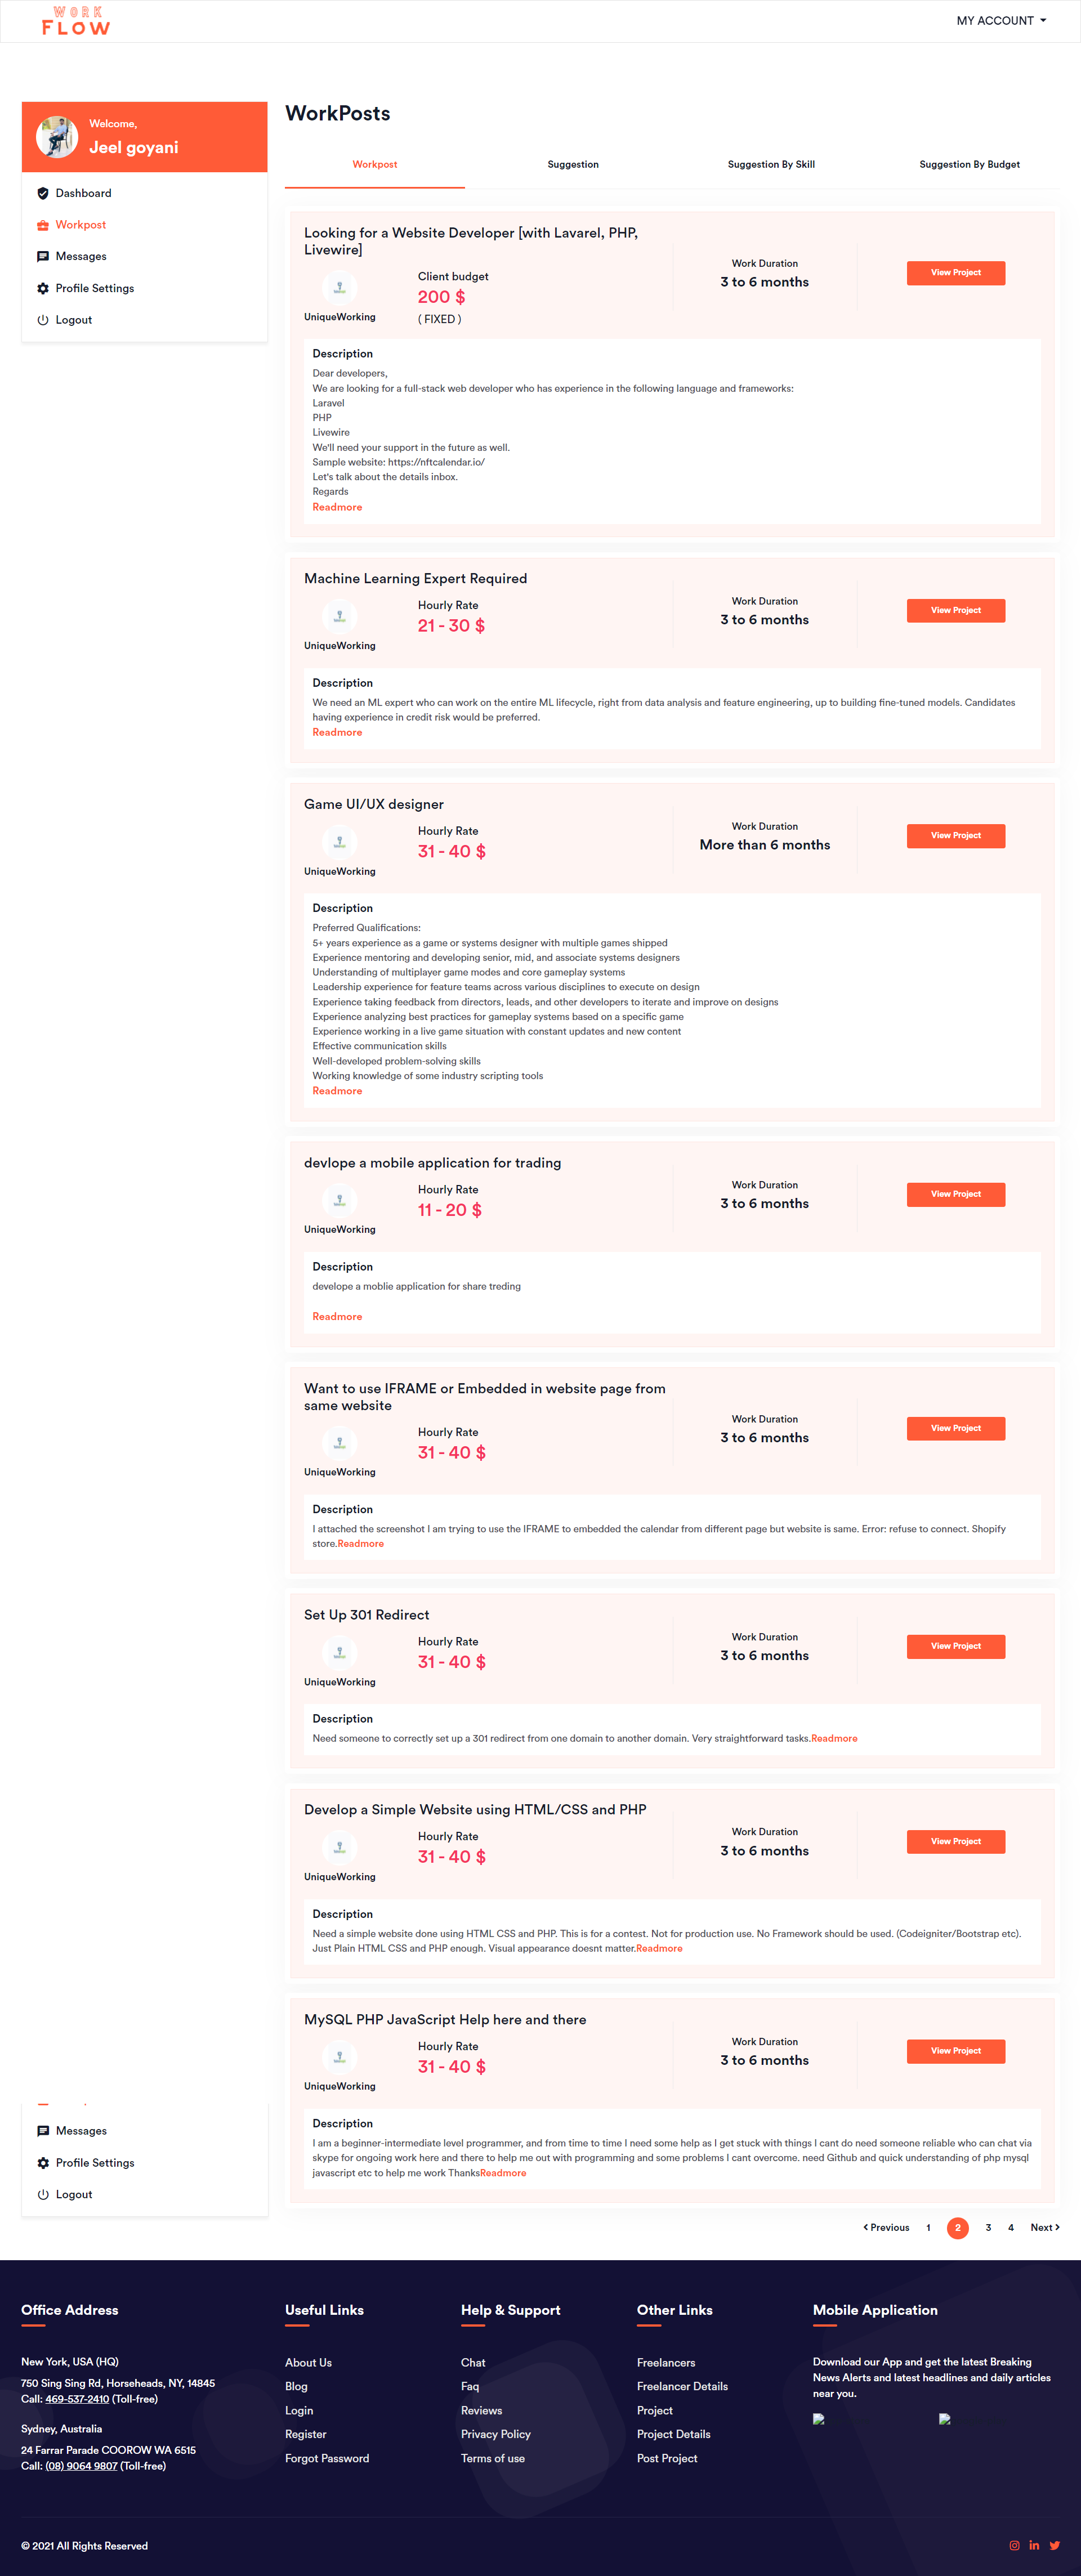 WORK
FLOW
MY ACCOUNT
Welcome,
Jeel goyani
Dashboard
Workpost
Messages
Profile Settings
Logout
WorkPosts
Workpost
Suggestion
Suggestion By Skill
Suggestion By Budget
Looking for a Website Developer [with Lavarel, PHP,
Livewire]
UniqueWorking
Client budget
200 $
( FIXED )
Work Duration
3 to 6 months
View Project
Description
Dear developers,
We are looking for a full-stack web developer who has experience in the following language and frameworks:
Laravel
PHP
Livewire
We'll need your support in the future as well.
Sample website: https://nftcalendar.io/
Let's talk about the details inbox.
Regards
Readmore
Machine Learning Expert Required
UniqueWorking
Hourly Rate
21 - 30 $
Work Duration
3 to 6 months
View Project
Description
We need an ML expert who can work on the entire ML lifecycle, right from data analysis and feature engineering, up to building fine-tuned models. Candidates
having experience in credit risk would be preferred.
Readmore
Game UI/UX designer
UniqueWorking
Hourly Rate
31 - 40 $
Work Duration
More than 6 months
View Project
Description
Preferred Qualifications:
5+ years experience as a game or systems designer with multiple games shipped
Experience mentoring and developing senior, mid, and associate systems designers
Understanding of multiplayer game modes and core gameplay systems
Leadership experience for feature teams across various disciplines to execute on design
Experience taking feedback from directors, leads, and other developers to iterate and improve on designs
Experience analyzing best practices for gameplay systems based on a specific game
Experience working in a live game situation with constant updates and new content
Effective communication skills
Well-developed problem-solving skills
Working knowledge of some industry scripting tools
Readmore
devlope a mobile application for trading
UniqueWorking
Hourly Rate
11 - 20 $
Work Duration
3 to 6 months
View Project
Description
develope a moblie application for share treding
Readmore
Want to use IFRAME or Embedded in website page from
same website
UniqueWorking
Hourly Rate
31 - 40 $
Work Duration
3 to 6 months
View Project
Description
I attached the screenshot I am trying to use the IFRAME to embedded the calendar from different page but website is same. Error: refuse to connect. Shopify
store.Readmore
Set Up 301 Redirect
UniqueWorking
Hourly Rate
31 - 40 $
Work Duration
3 to 6 months
View Project
Description
Need someone to correctly set up a 301 redirect from one domain to another domain. Very straightforward tasks.Readmore
Develop a Simple Website using HTML/CSS and PHP
UniqueWorking
Hourly Rate
31 - 40 $
Work Duration
3 to 6 months
View Project
Description
Need a simple website done using HTML CSS and PHP. This is for a contest. Not for production use. No Framework should be used. (Codeigniter/Bootstrap etc).
Just Plain HTML CSS and PHP enough. Visual appearance doesnt matter.Readmore
MySQL PHP JavaScript Help here and there
UniqueWorking
Hourly Rate
31 - 40 $
Work Duration
3 to 6 months
View Project
Description
I am a beginner-intermediate level programmer, and from time to time I need some help as I get stuck with things I cant do need someone reliable who can chat via
skype for ongoing work here and there to help me out with programming and some problems I cant overcome. need Github and quick understanding of php mysql
javascript etc to help me work ThanksReadmore
Messages
Profile Settings
Logout
Previous 1 2 3 4 Next
Office Address
New York, USA (HQ)
750 Sing Sing Rd, Horseheads, NY, 14845
Call: 469-537-2410 (Toll-free)
Sydney, Australia
24 Farrar Parade COOROW WA 6515
Call: (08) 9064 9807 (Toll-free)
Useful Links
About Us
Blog
Login
Register
Forgot Password
Help & Support
Chat
Faq
Reviews
Privacy Policy
Terms of use
Other Links
Freelancers
Freelancer Details
Project
Project Details
Post Project
Mobile Application
Download our App and get the latest Breaking
News Alerts and latest headlines and daily articles
near you.
© 2021 All Rights Reserved